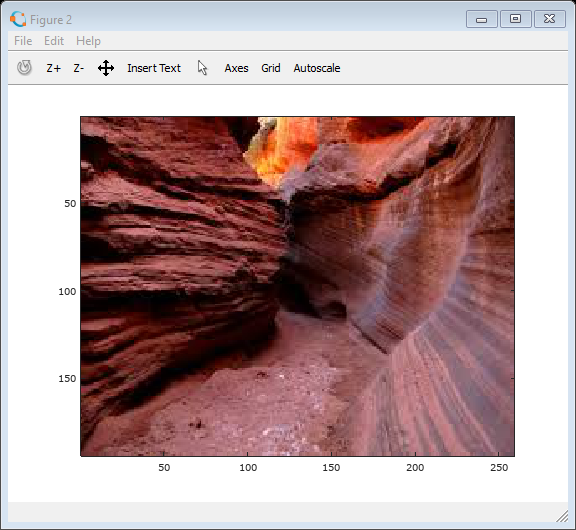 Figure 2
File Edit Help
Z+ Z- Insert Text Axes Grid Autoscale
50
100
150
50 100 150 200 250